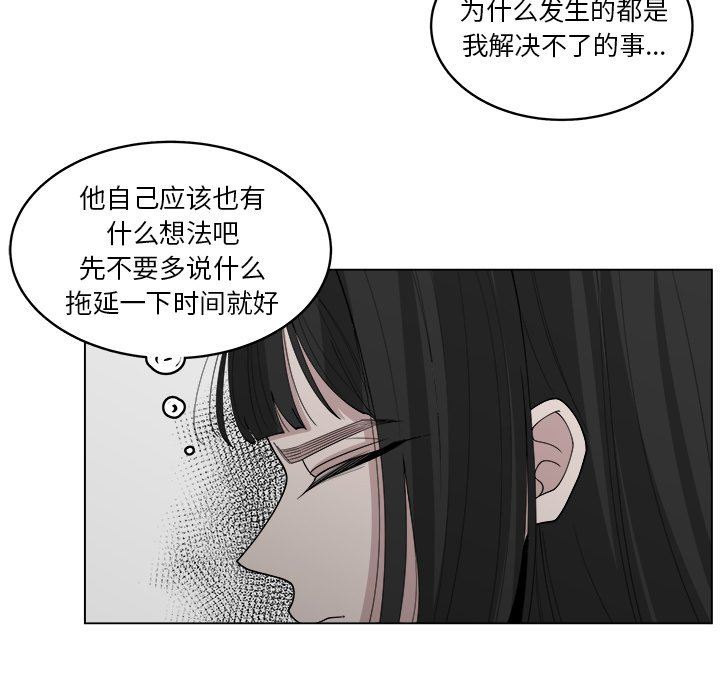 为什么发生的都是
我解决不了的事...
他自己应该也有
什么想法吧
先不要多说什么
拖延一下时间就好